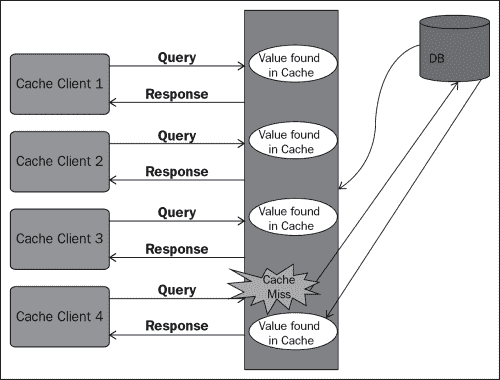 Cache Client 1
Query
Response
Value found
in Cache
DB
Cache Client 2
Query
Response
Value found
in Cache
Cache Client 3
Query
Response
Value found
in Cache
Cache Client 4
Query
Response
Cache
Miss
Value found
in Cache